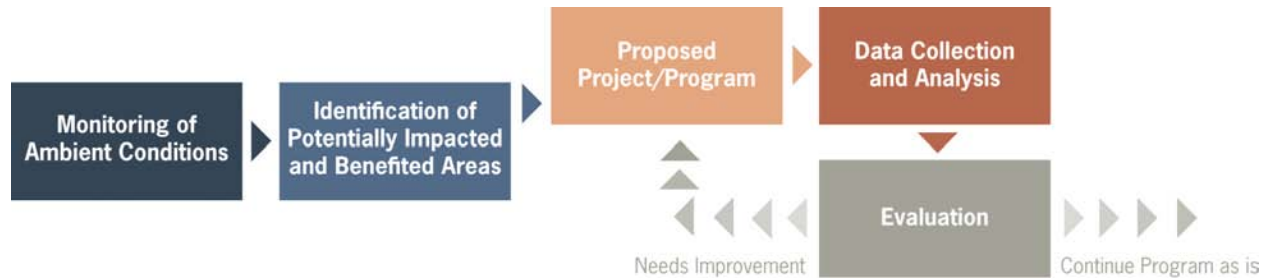 Monitoring of
Ambient Conditions
Identification of
Potentially Impacted
and Benefited Areas
Proposed
Project/Program
Data Collection
and Analysis
Evaluation
Needs Improvement
Continue Program as is